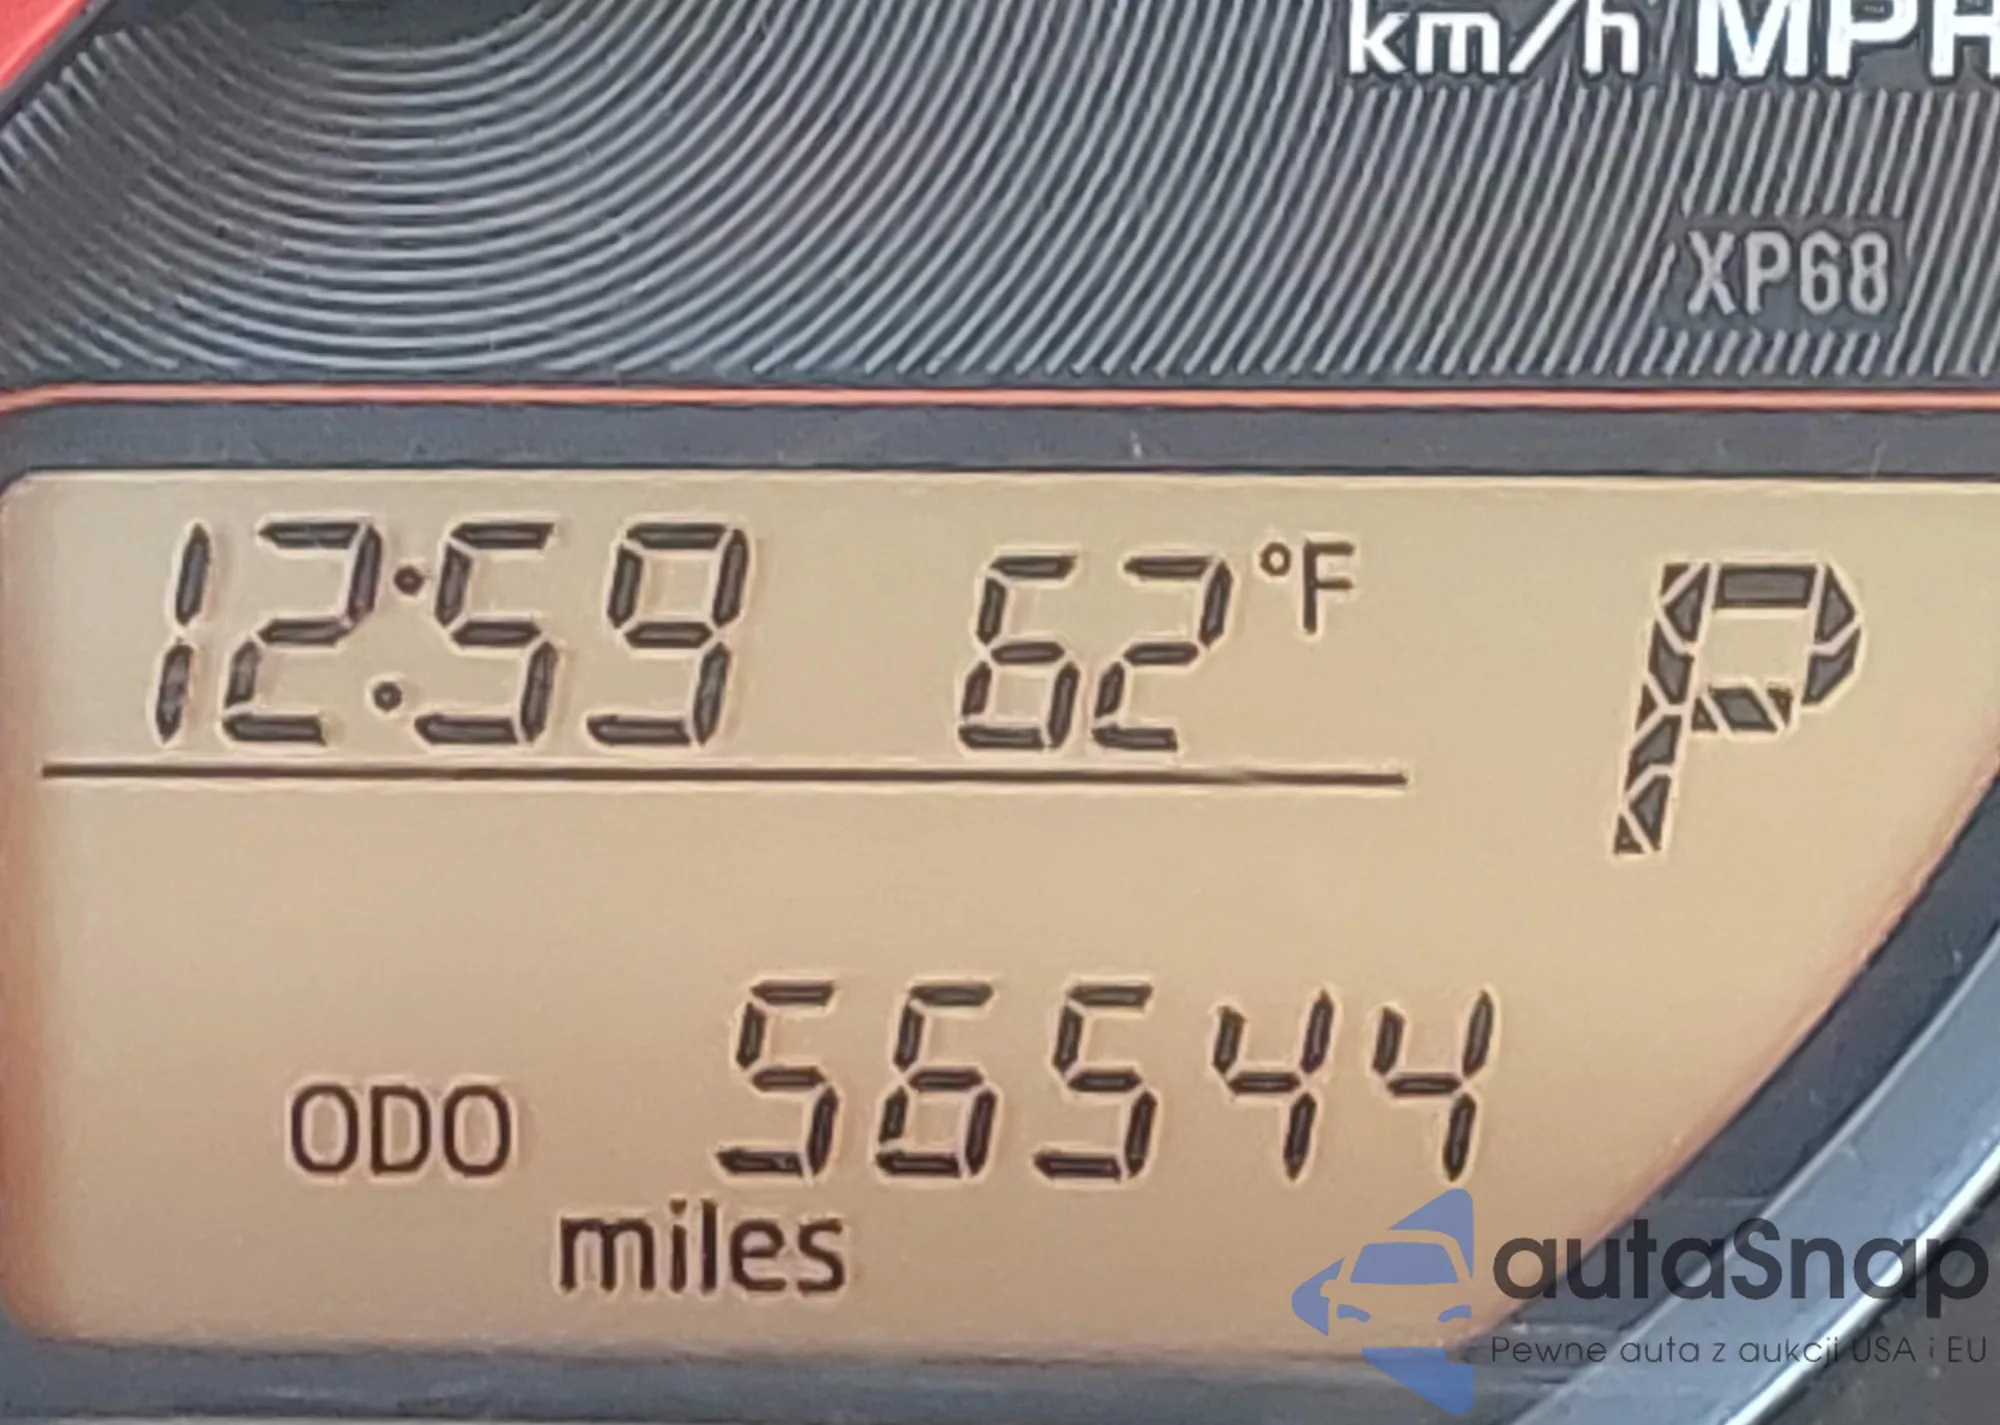 km/h MPH
XP68
12:59 62 °F P
ODO 56544
miles
autaSnap
Pewne auta z aukcji USA i EU